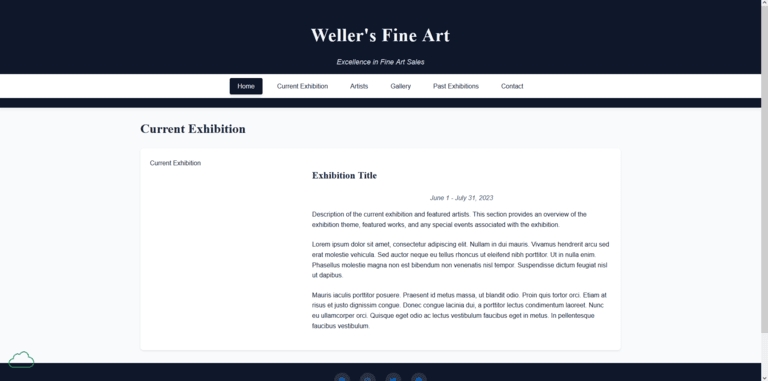 Weller's Fine Art
Excellence in Fine Art Sales
Home Current Exhibition Artists Gallery Past Exhibitions Contact
Current Exhibition
Current Exhibition
Exhibition Title
June 1 - July 31, 2023
Description of the current exhibition and featured artists. This section provides an overview of the
exhibition theme, featured works, and any special events associated with the exhibition.
Lorem ipsum dolor sit amet, consectetur adipiscing elit. Nullam in dui mauris. Vivamus hendrerit arcu sed
erat molestie vehicula. Sed auctor neque eu tellus rhoncus ut eleifend nibh porttitor. Ut in nulla enim.
Phasellus molestie magna non est bibendum non venenatis nisl tempor. Suspendisse dictum feugiat nisl
ut dapibus.
Mauris iaculis porttitor posuere. Praesent id metus massa, ut blandit odio. Proin quis tortor orci. Etiam at
risus et justo dignissim congue. Donec congue lacinia dui, a porttitor lectus condimentum laoreet. Nunc
eu ullamcorper orci. Quisque eget odio ac lectus vestibulum faucibus eget in metus. In pellentesque
faucibus vestibulum.